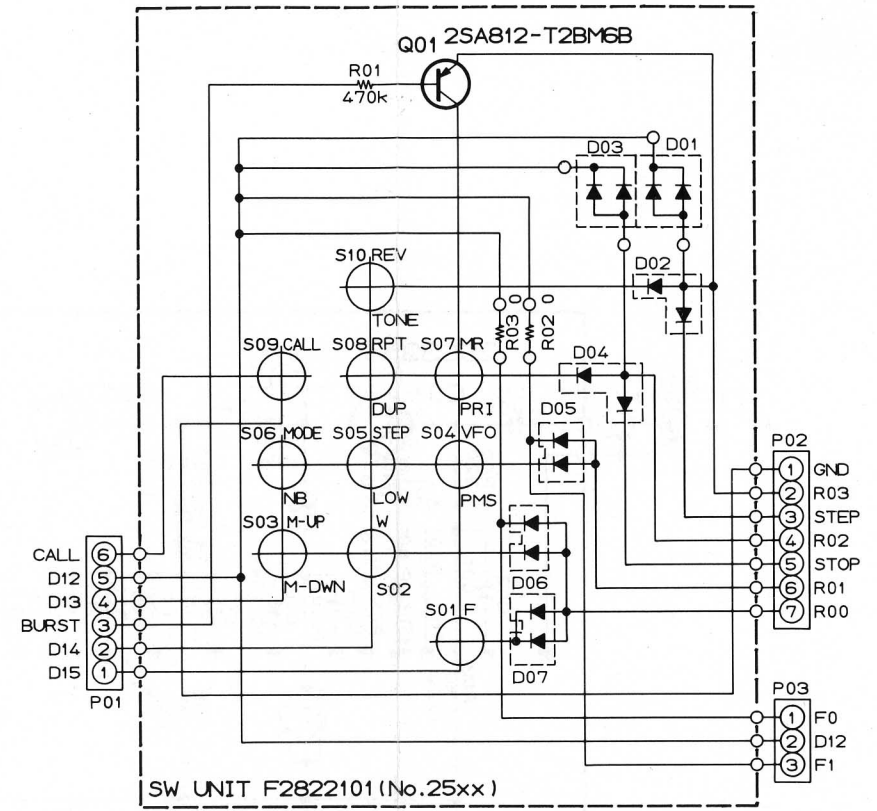 Q01 2SA812-T2BM6B
R01
470k
D03 D01
S10 REV
D02
TONE
R03 0
R02 0
S09 CALL S08 RPT S07 MR
D04
DUP PRI
D05
S06 MODE S05 STEP S04 VFO
P02
1 GND
NB LOW PMS
2 R03
S03 M-UP W
3 STEP
4 R02
CALL 6
5 STOP
D12 5
M-DWN S02
D06
6 R01
D13 4
S01 F
7 R00
BURST 3
D14 2
D15 1
D07
P01
P03
1 F0
2 D12
3 F1
SW UNIT F2822101(No.25xx)